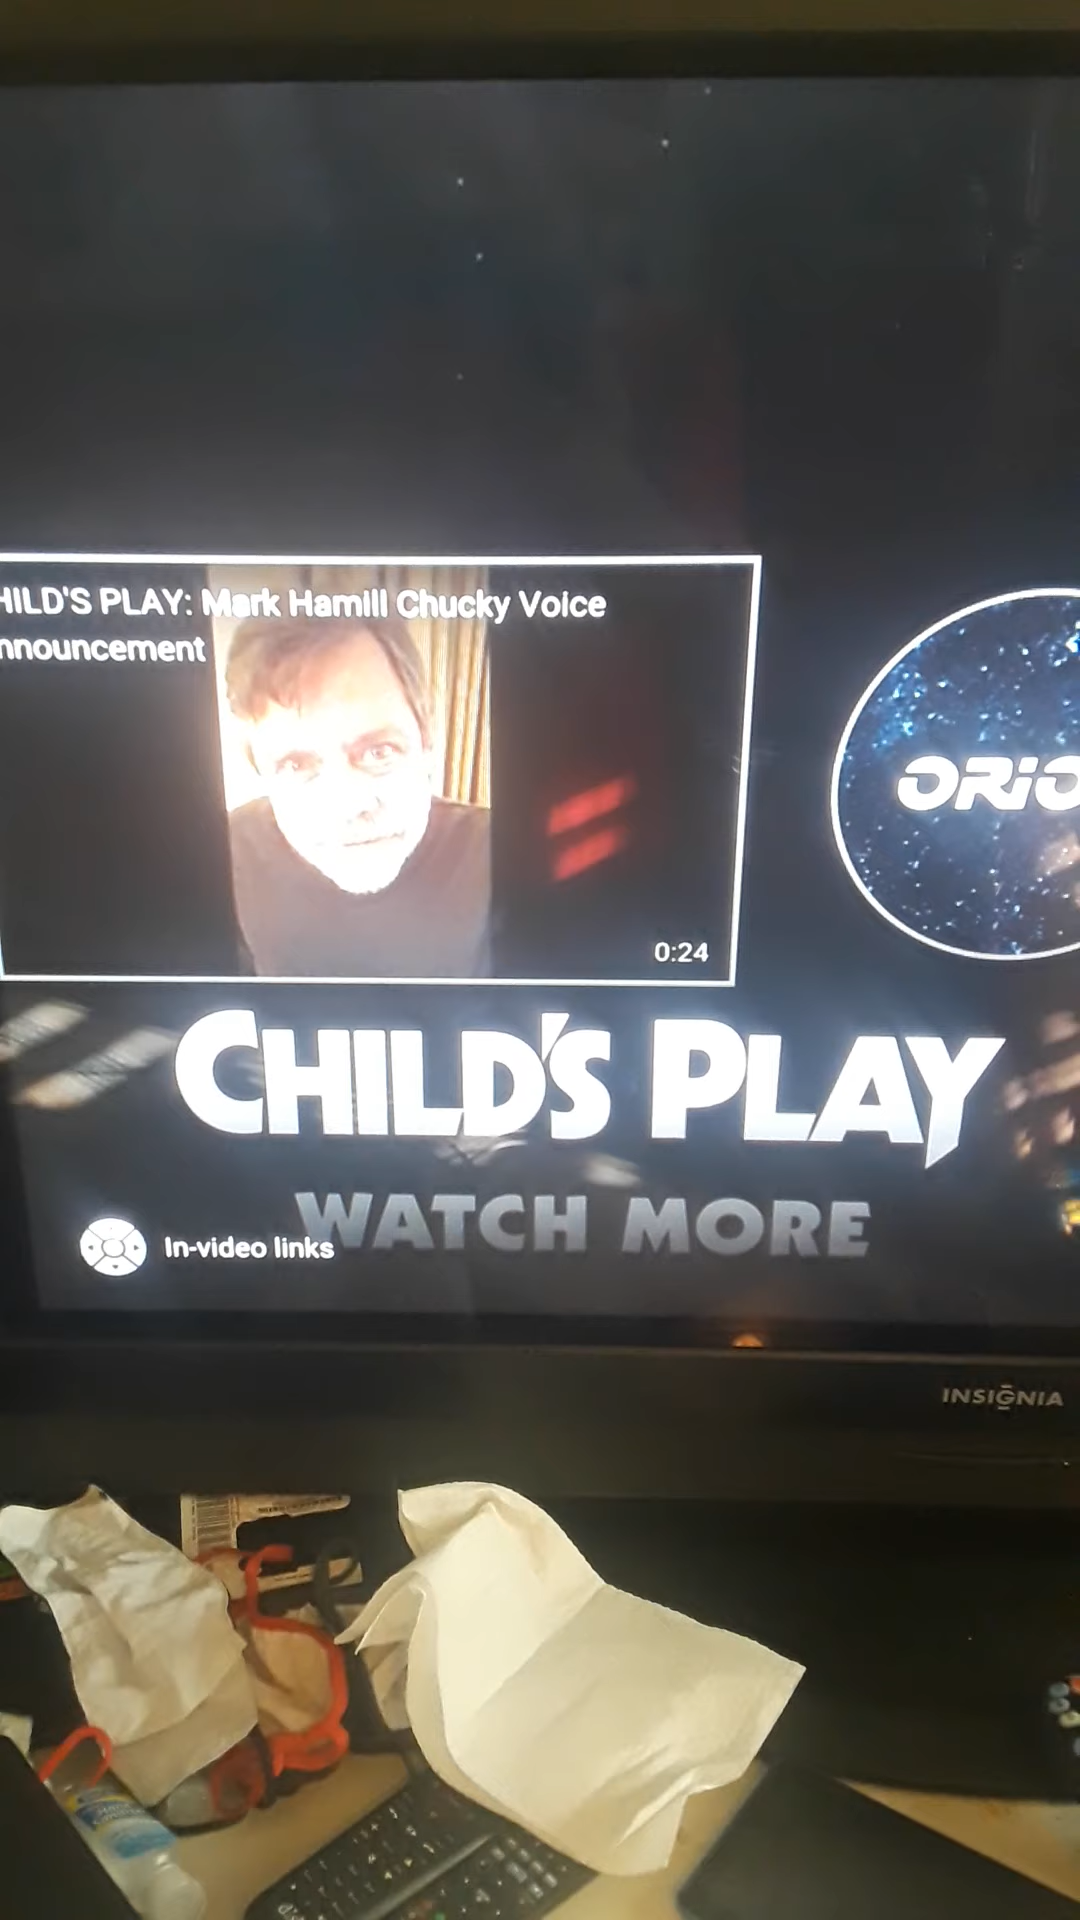 HILD'S PLAY: Mark Hamill Chucky Voice
nnouncement
ORIO
0:24
CHILD'S PLAY
WATCH MORE
In-video links
INSIGNIA